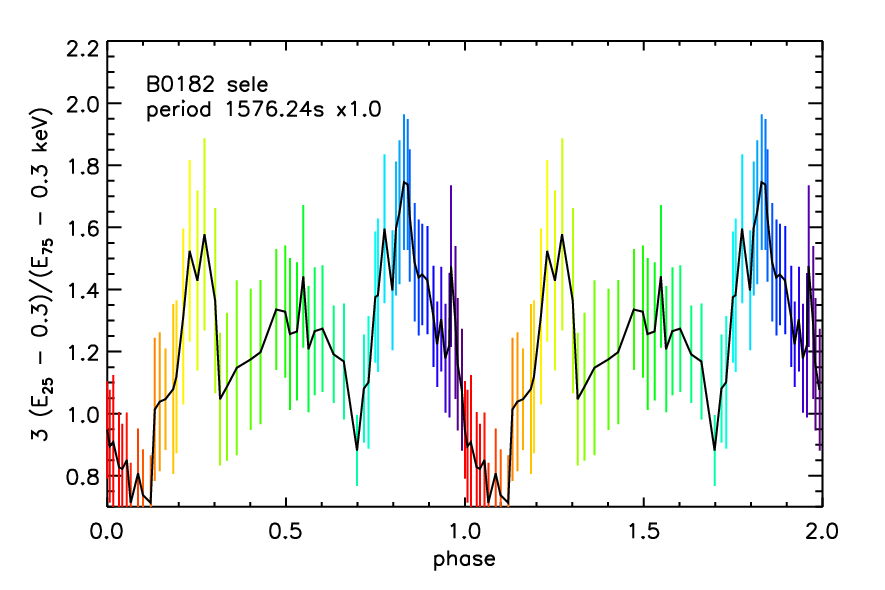 B0182 sele
period 1576.24s x1.0
3 (E25 − 0.3)/(E75 − 0.3 keV)
2.2
2.0
1.8
1.6
1.4
1.2
1.0
0.8
0.0 0.5 1.0 1.5 2.0
phase